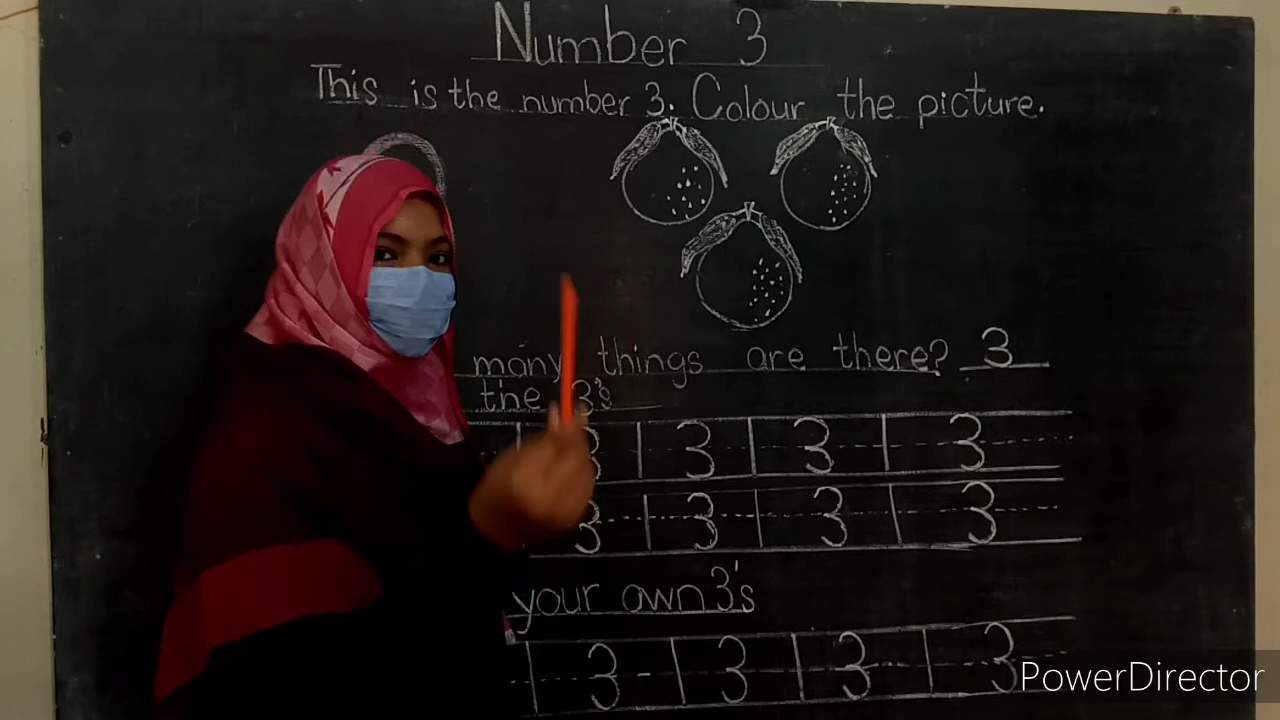 Number 3
This is the number 3. Colour the picture.
many things are there? 3
the 3's
3 3 3 3
3 3 3 3
your own 3's
3 3 3 3
PowerDirector